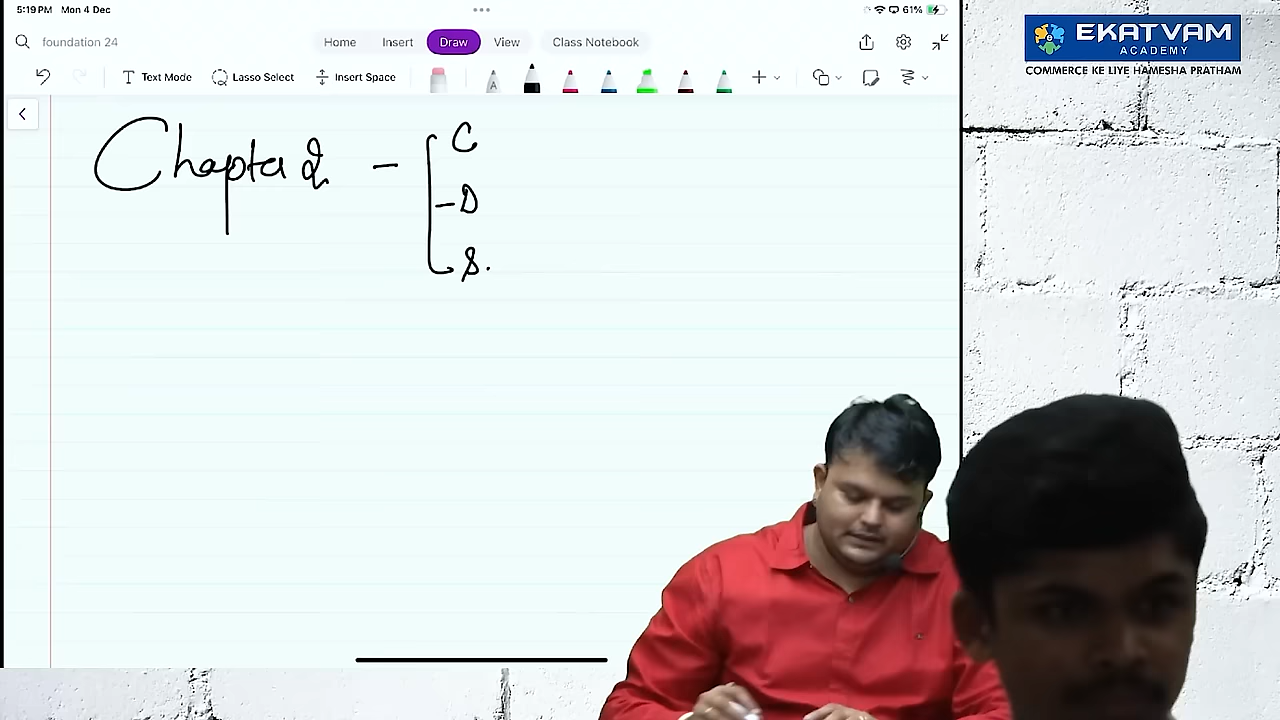 5:19 PM Mon 4 Dec
61%
foundation 24
Home Insert Draw View Class Notebook
Text Mode Lasso Select Insert Space
EKATVAM
ACADEMY
COMMERCE KE LIYE HAMESHA PRATHAM
Chapter 2 - C
- D
S.